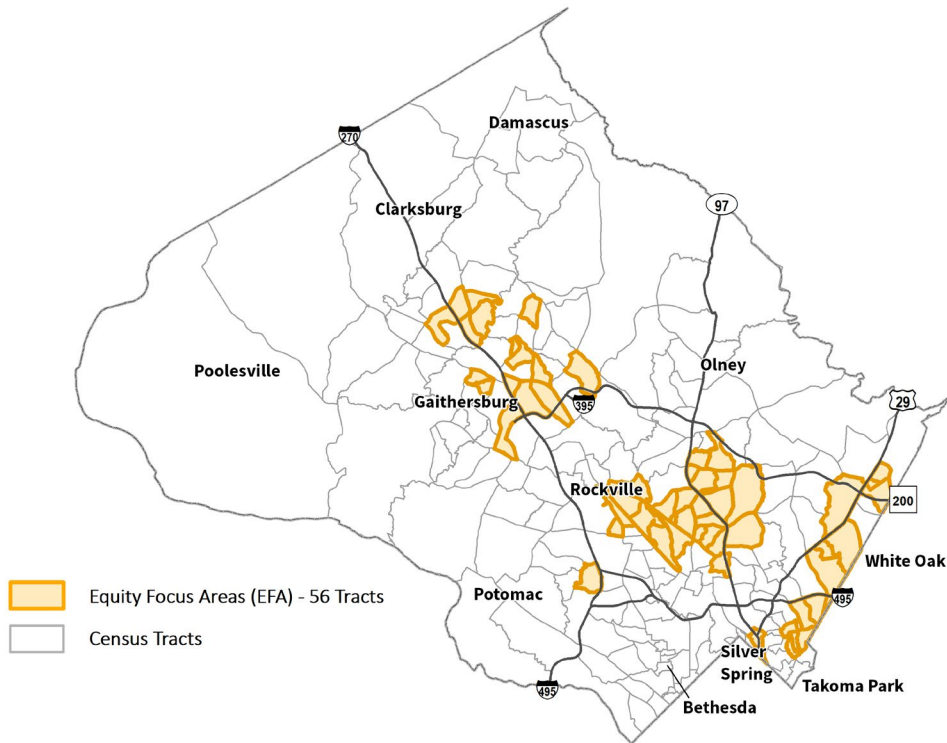 Damascus
270
Clarksburg
97
Olney
Poolesville
Gaithersburg
395
29
Rockville
200
White Oak
Equity Focus Areas (EFA) - 56 Tracts
Potomac
495
Census Tracts
Silver
Spring
Takoma Park
495
Bethesda